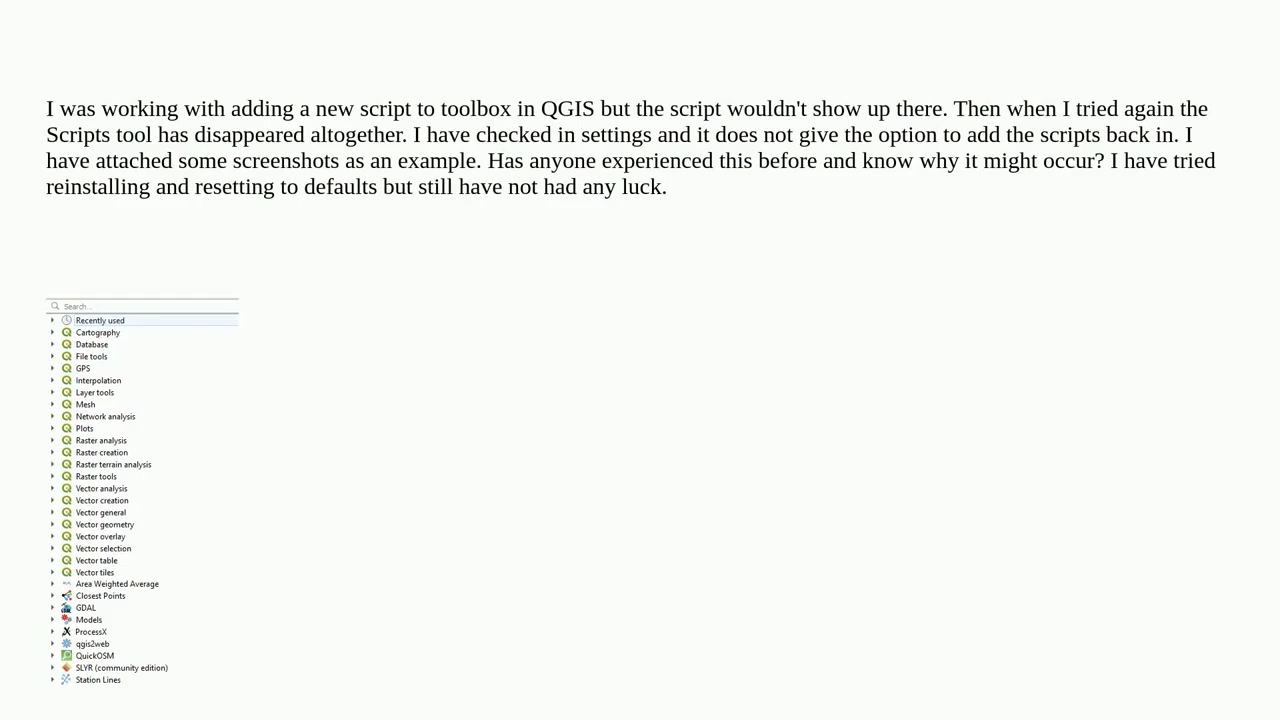 I was working with adding a new script to toolbox in QGIS but the script wouldn't show up there. Then when I tried again the
Scripts tool has disappeared altogether. I have checked in settings and it does not give the option to add the scripts back in. I
have attached some screenshots as an example. Has anyone experienced this before and know why it might occur? I have tried
reinstalling and resetting to defaults but still have not had any luck.
Search...
Recently used
Cartography
Database
File tools
GPS
Interpolation
Layer tools
Mesh
Network analysis
Plots
Raster analysis
Raster creation
Raster terrain analysis
Raster tools
Vector analysis
Vector creation
Vector general
Vector geometry
Vector overlay
Vector selection
Vector table
Vector tiles
Area Weighted Average
Closest Points
GDAL
Models
ProcessX
qgis2web
QuickOSM
SLYR (community edition)
Station Lines